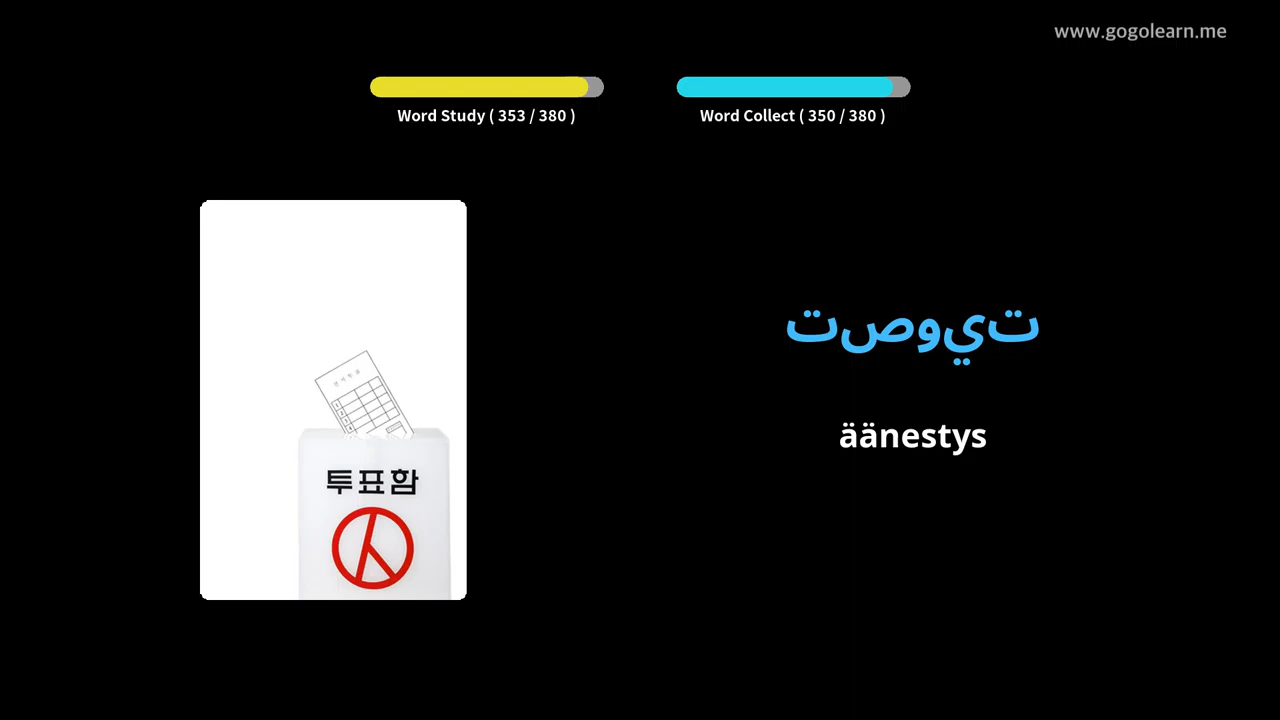 www.gogolearn.me
Word Study ( 353 / 380 )
Word Collect ( 350 / 380 )
تصويت
äänestys
투표함